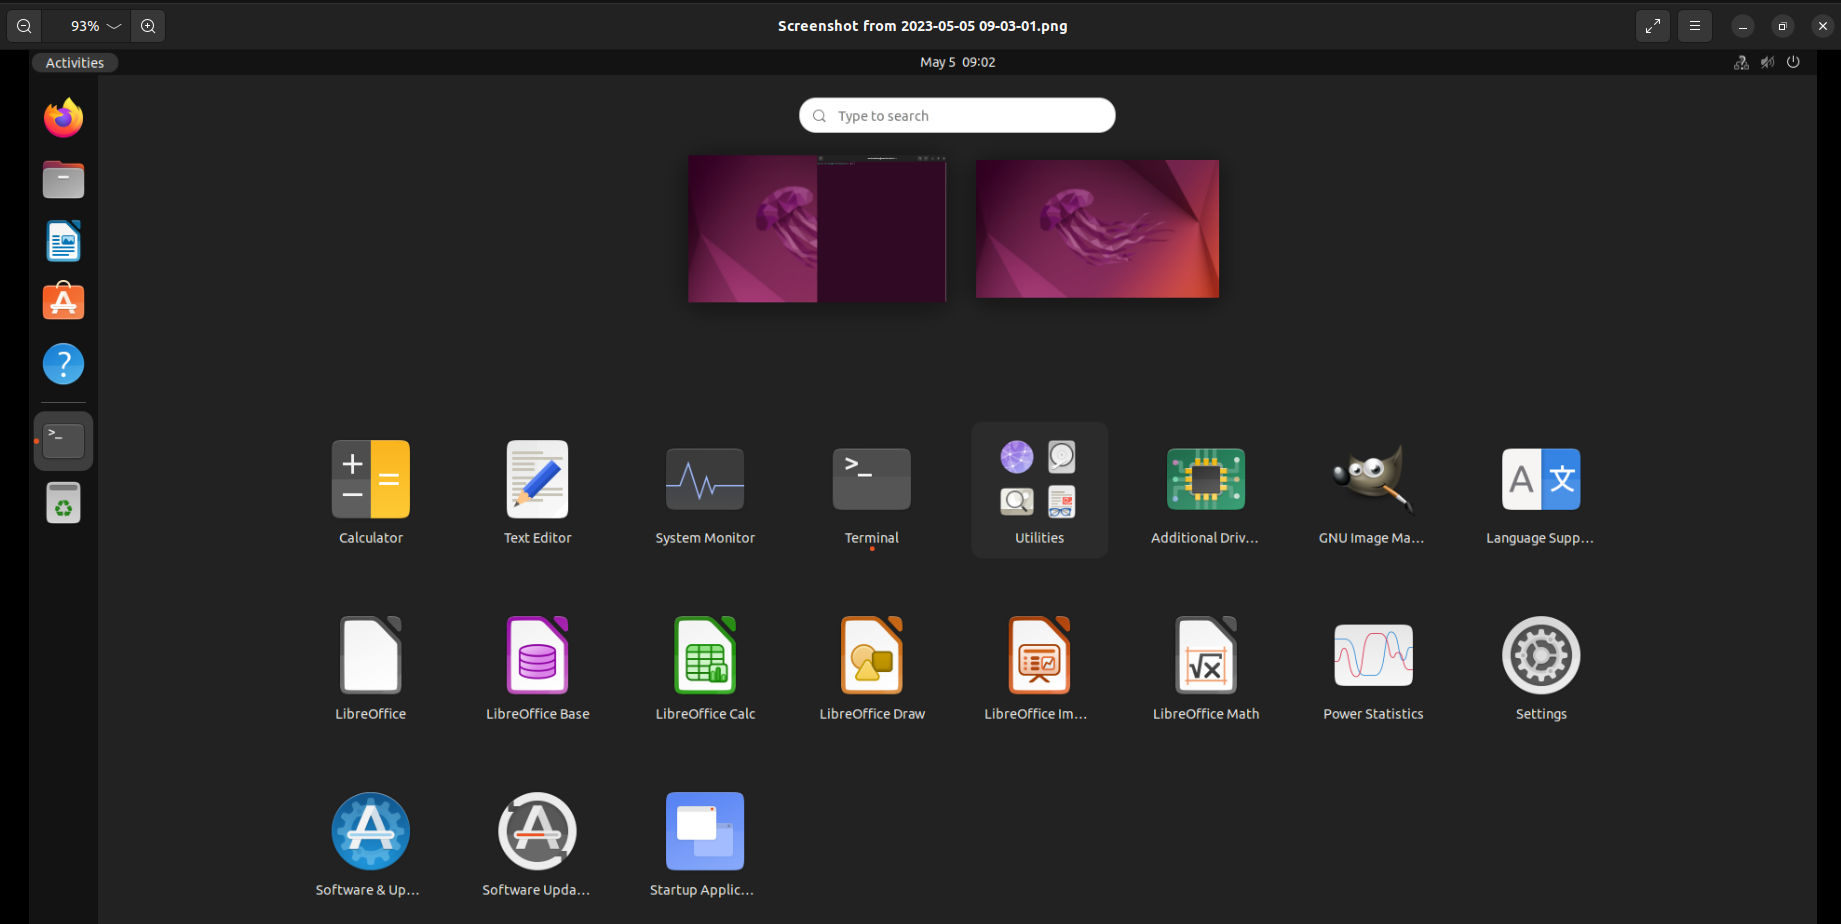 93%
Screenshot from 2023-05-05 09-03-01.png
Activities
May 5 09:02
Type to search
Calculator
Text Editor
System Monitor
Terminal
Utilities
Additional Driv...
GNU Image Ma...
Language Supp...
LibreOffice
LibreOffice Base
LibreOffice Calc
LibreOffice Draw
LibreOffice Im...
LibreOffice Math
Power Statistics
Settings
Software & Up...
Software Upda...
Startup Applic...